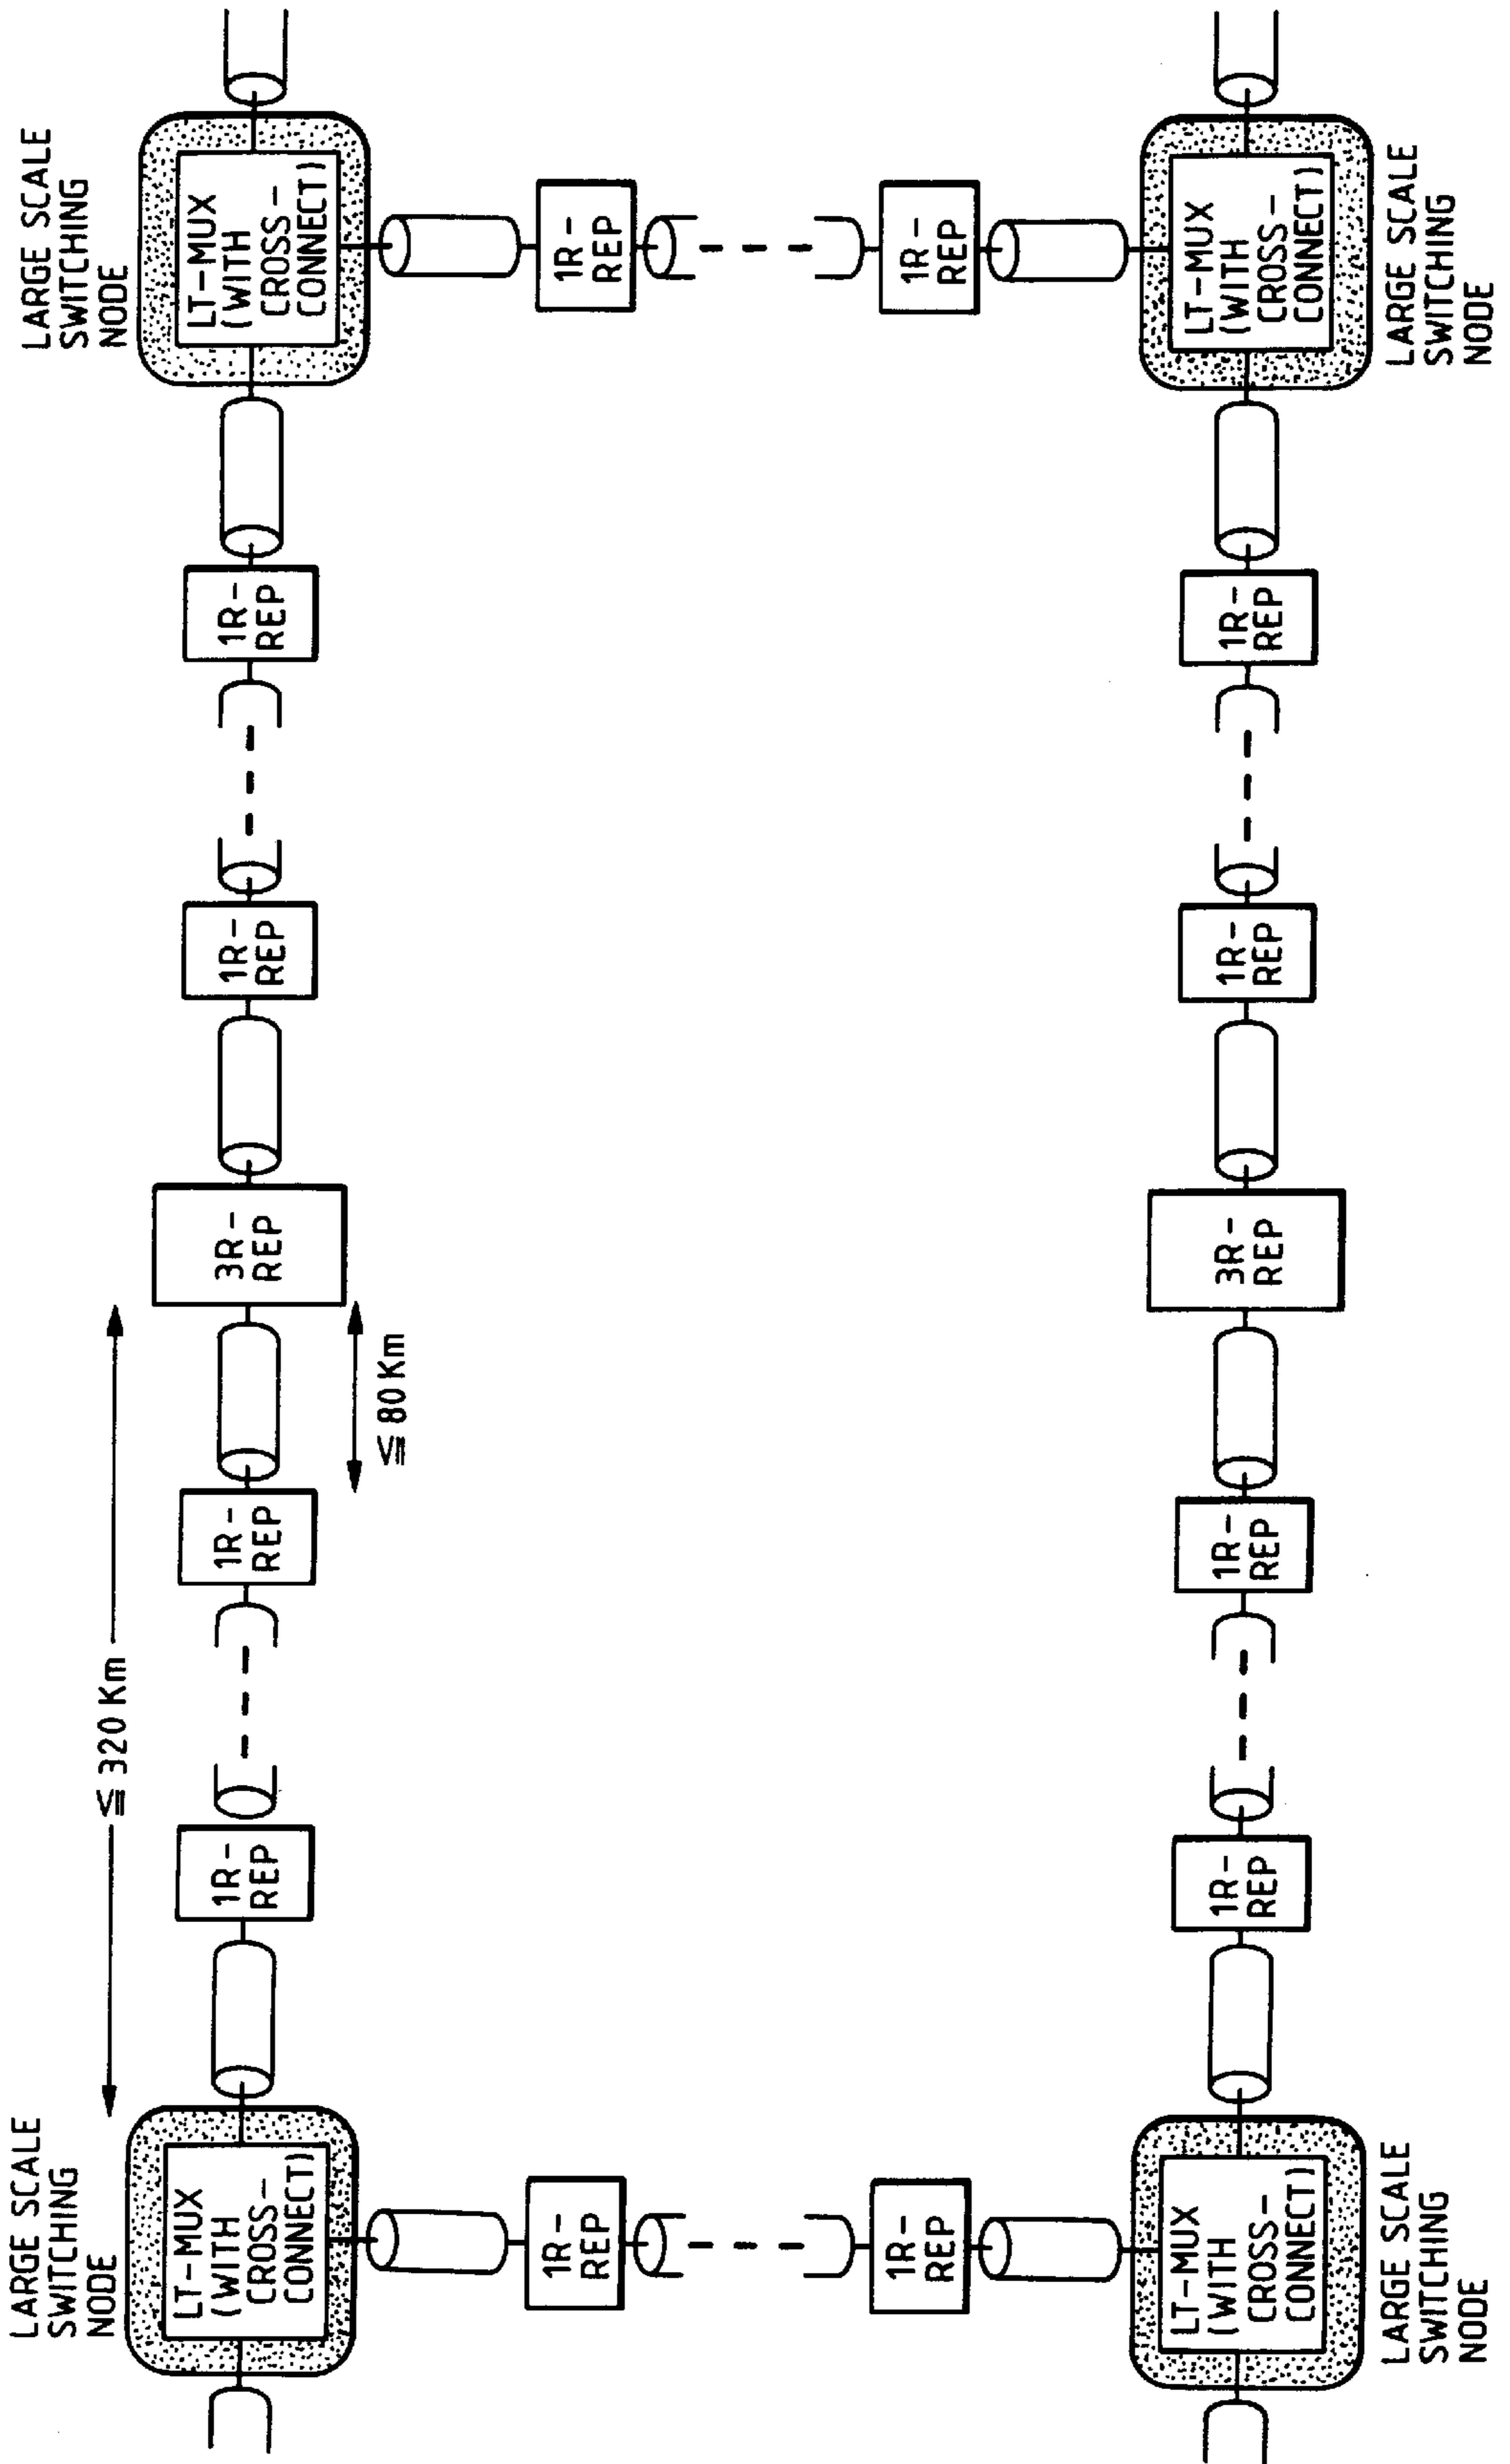 LARGE SCALE
SWITCHING
NODE
≦ 320 Km
LARGE SCALE
SWITCHING
NODE
LT-MUX
(WITH
CROSS-
CONNECT)
1R-
REP
1R-
REP
3R-
REP
1R-
REP
1R-
REP
LT-MUX
(WITH
CROSS-
CONNECT)
≦ 80 Km
1R-
REP
1R-
REP
1R-
REP
1R-
REP
LT-MUX
(WITH
CROSS-
CONNECT)
1R-
REP
1R-
REP
3R-
REP
1R-
REP
1R-
REP
LT-MUX
(WITH
CROSS-
CONNECT)
LARGE SCALE
SWITCHING
NODE
LARGE SCALE
SWITCHING
NODE